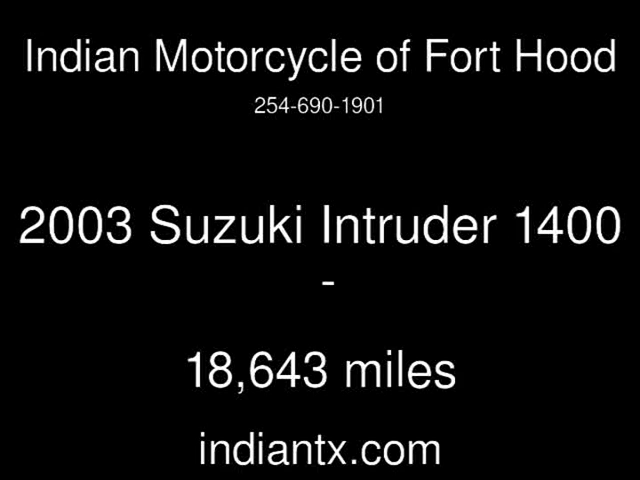 Indian Motorcycle of Fort Hood
254-690-1901
2003 Suzuki Intruder 1400
-
18,643 miles
indiantx.com